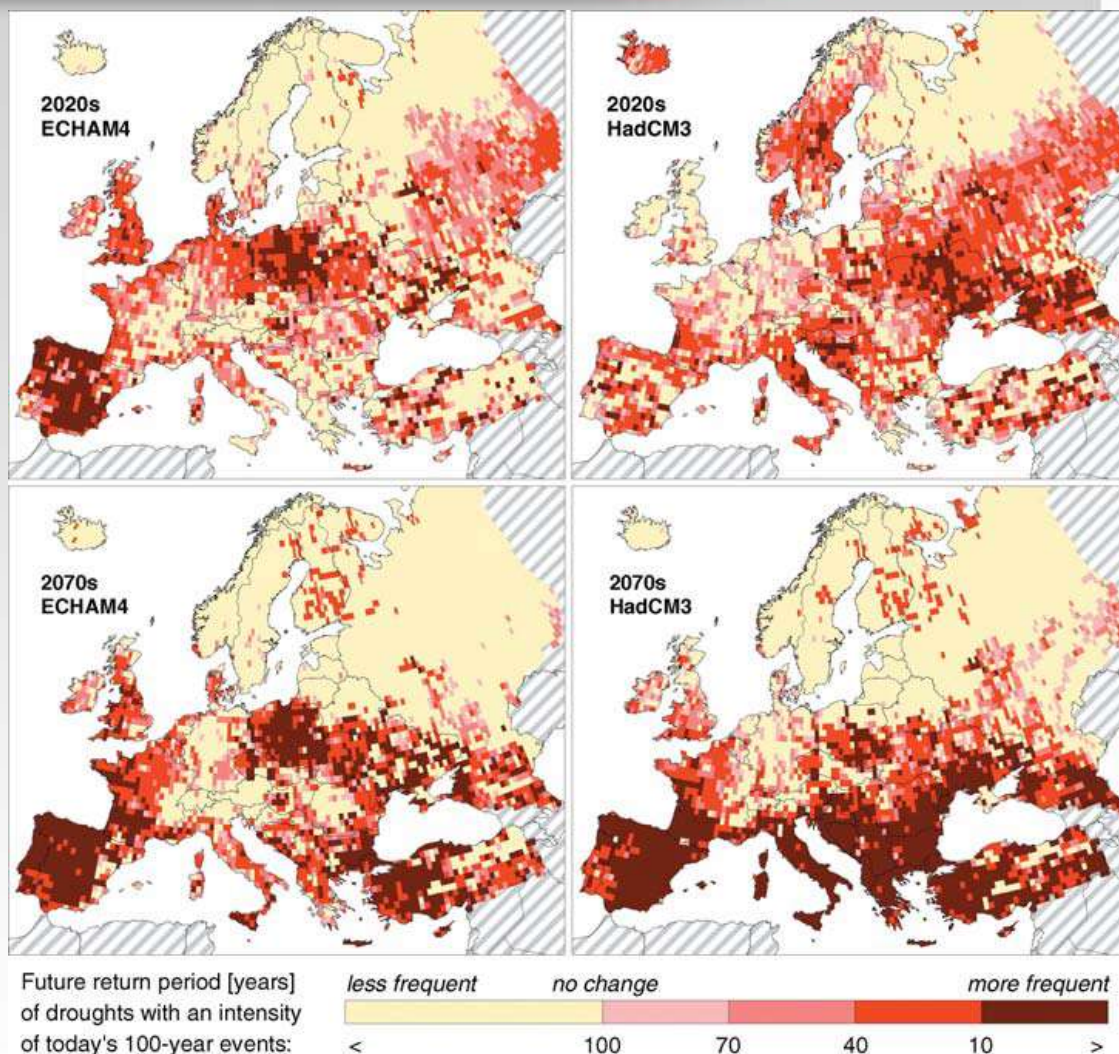 2020s
ECHAM4
2020s
HadCM3
2070s
ECHAM4
2070s
HadCM3
Future return period [years]
of droughts with an intensity
of today's 100-year events:
less frequent no change more frequent
< 100 70 40 10 >